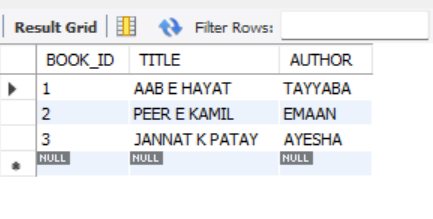 Result Grid Filter Rows:
BOOK_ID TITLE AUTHOR
1 AAB E HAYAT TAYYABA
2 PEER E KAMIL EMAAN
3 JANNAT K PATAY AYESHA
NULL NULL NULL